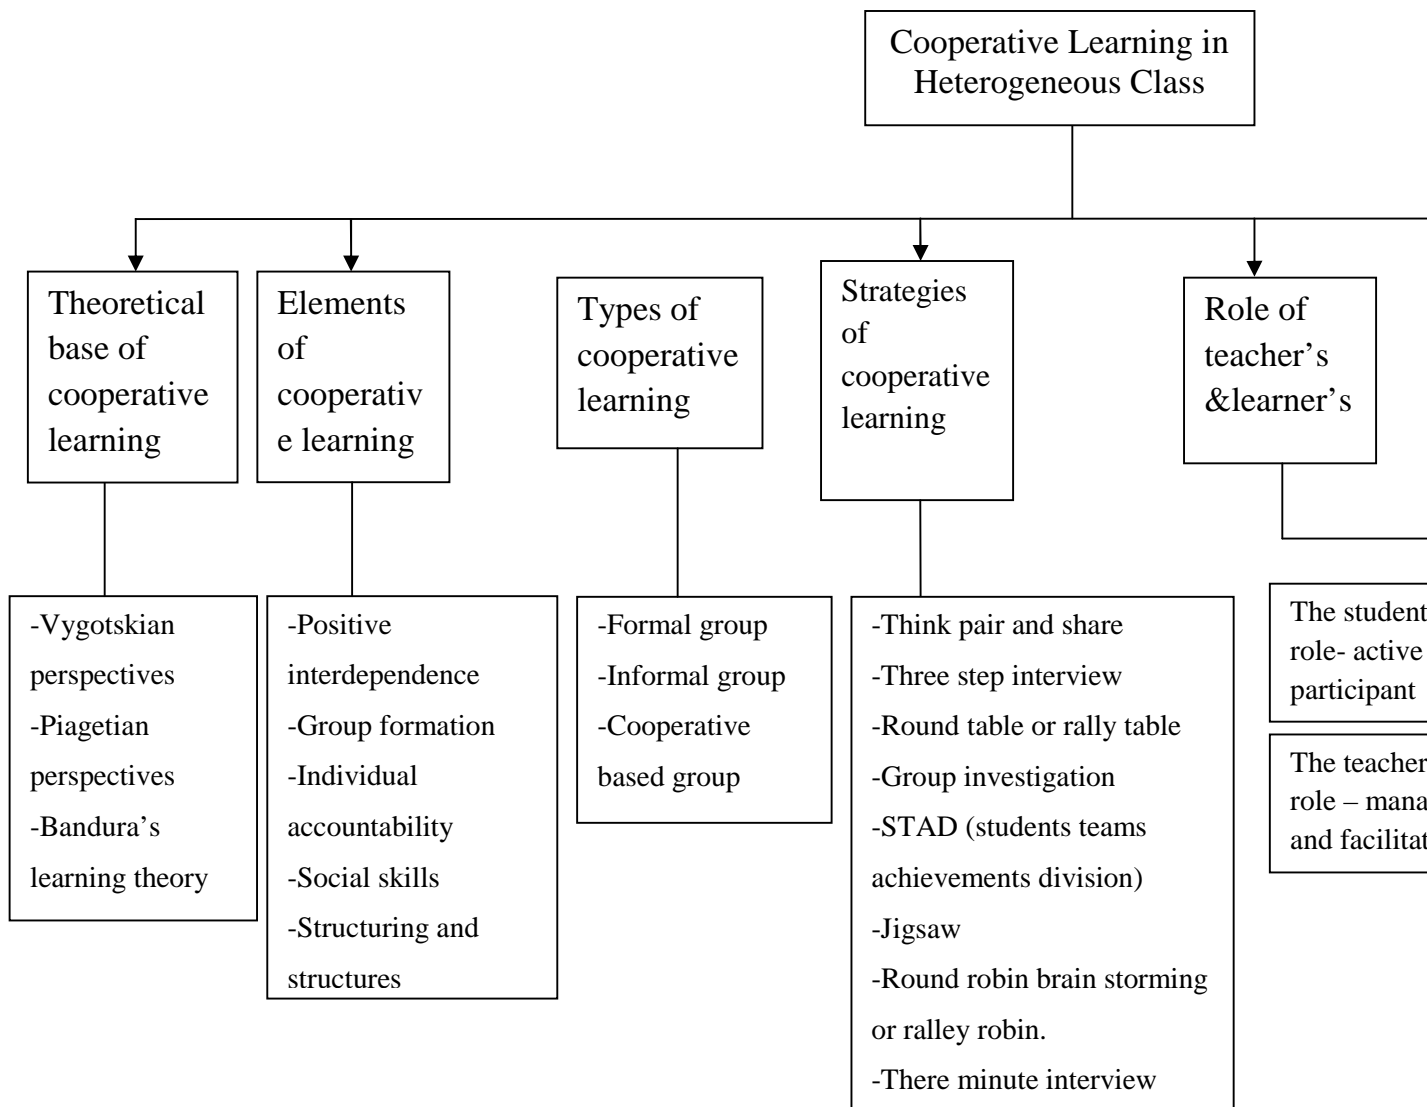 Cooperative Learning in
Heterogeneous Class
Theoretical
base of
cooperative
learning
Elements
of
cooperativ
e learning
Types of
cooperative
learning
Strategies
of
cooperative
learning
Role of
teacher’s
&learner’s
-Vygotskian
perspectives
-Piagetian
perspectives
-Bandura’s
learning theory
-Positive
interdependence
-Group formation
-Individual
accountability
-Social skills
-Structuring and
structures
-Formal group
-Informal group
-Cooperative
based group
-Think pair and share
-Three step interview
-Round table or rally table
-Group investigation
-STAD (students teams
achievements division)
-Jigsaw
-Round robin brain storming
or ralley robin.
-There minute interview
The student
role- active
participant
The teacher
role – mana
and facilitat